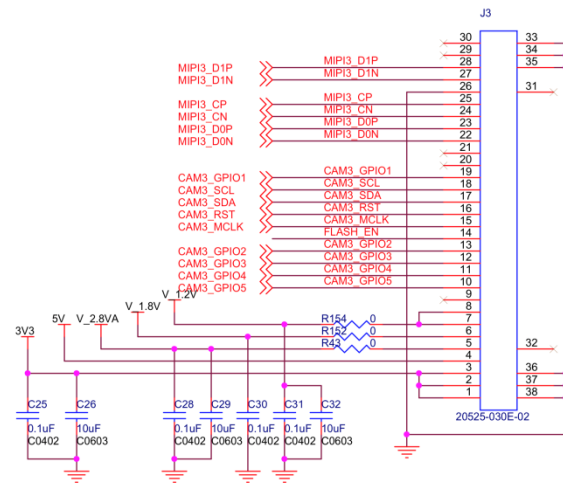 J3
30 33
29 34
MIPI3_D1P MIPI3_D1P 28 35
MIPI3_D1N MIPI3_D1N 27
26 31
MIPI3_CP MIPI3_CP 25
MIPI3_CN MIPI3_CN 24
MIPI3_D0P MIPI3_D0P 23
MIPI3_D0N MIPI3_D0N 22
21
20
CAM3_GPIO1 CAM3_GPIO1 19
CAM3_SCL CAM3_SCL 18
CAM3_SDA CAM3_SDA 17
CAM3_RST CAM3_RST 16
CAM3_MCLK CAM3_MCLK 15
FLASH_EN 14
CAM3_GPIO2 CAM3_GPIO2 13
CAM3_GPIO3 CAM3_GPIO3 12
CAM3_GPIO4 CAM3_GPIO4 11
CAM3_GPIO5 CAM3_GPIO5 10
9
V_1.2V
V_1.8V
8
5V V_2.8VA R154 0 7
3V3 R152 0 6
R43 0 5 32
4
3 36
2 37
1 38
C25 C26 C28 C29 C30 C31 C32
0.1uF 10uF 0.1uF 10uF 0.1uF 0.1uF 10uF
C0402 C0603 C0402 C0603 C0402 C0402 C0603
20525-030E-02